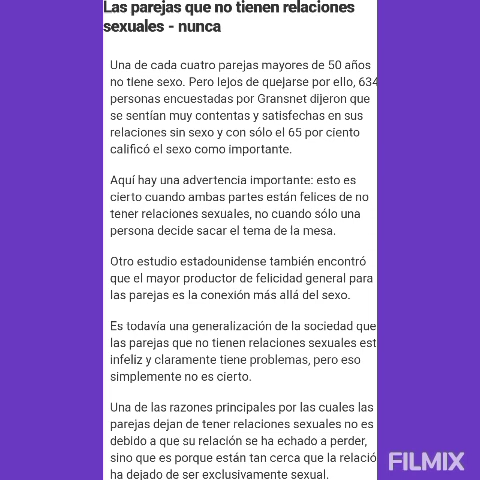 Las parejas que no tienen relaciones
sexuales - nunca
Una de cada cuatro parejas mayores de 50 años
no tiene sexo. Pero lejos de quejarse por ello, 634
personas encuestadas por Gransnet dijeron que
se sentían muy contentas y satisfechas en sus
relaciones sin sexo y con sólo el 65 por ciento
calificó el sexo como importante.
Aquí hay una advertencia importante: esto es
cierto cuando ambas partes están felices de no
tener relaciones sexuales, no cuando sólo una
persona decide sacar el tema de la mesa.
Otro estudio estadounidense también encontró
que el mayor productor de felicidad general para
las parejas es la conexión más allá del sexo.
Es todavía una generalización de la sociedad que
las parejas que no tienen relaciones sexuales est
infeliz y claramente tiene problemas, pero eso
simplemente no es cierto.
Una de las razones principales por las cuales las
parejas dejan de tener relaciones sexuales no es
debido a que su relación se ha echado a perder,
sino que es porque están tan cerca que la relació
ha dejado de ser exclusivamente sexual.
FILMIX